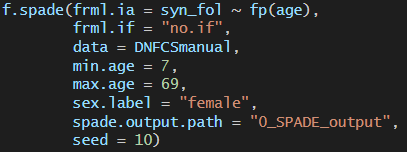 f.spade(frml.ia = syn_fol ~ fp(age),
frml.if = "no.if",
data = DNFCSmanual,
min.age = 7,
max.age = 69,
sex.label = "female",
spade.output.path = "O_SPADE_output",
seed = 10)